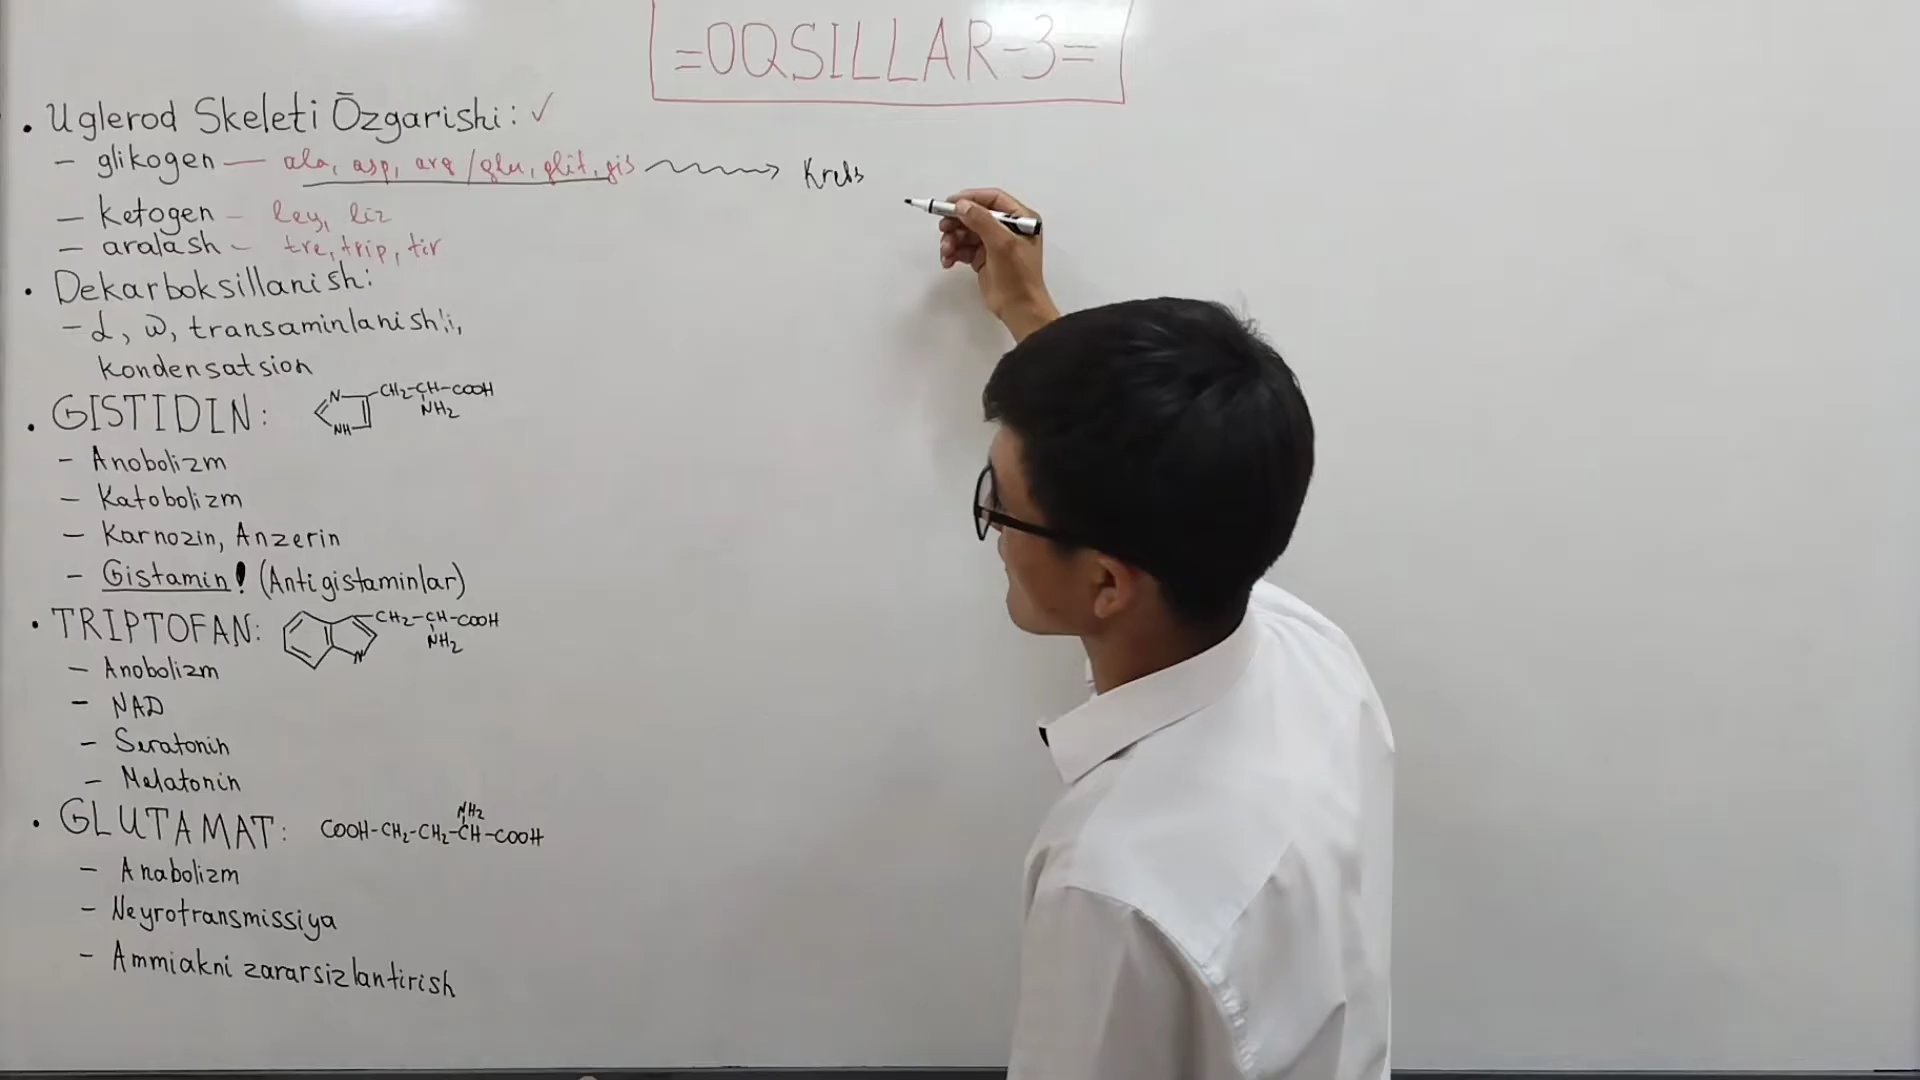 =OQSILLAR-3=
• Uglerod Skeleti Ōzgarishi: ✓
- glikogen — ala, asp, arg / glu, glit, gis → Krebs
- Ketogen - ley, liz
- aralash - tre, trip, tir
• Dekarboksillanish:
- α, ω, transaminlanish!i,
kondensatsion
• GISTIDIN: N NH -CH₂-CH-COOH
NH₂
- Anobolizm
- Katobolizm
- Karnozin, Anzerin
- Gistamin! (Antigistaminlar)
• TRIPTOFAN: N CH₂-CH-COOH
NH₂
- Anobolizm
- NAD
- Seratonin
- Melatonin
NH₂
• GLUTAMAT: COOH-CH₂-CH₂-CH-COOH
- Anabolizm
- Neyrotransmissiya
- Ammiakni zararsizlantirish